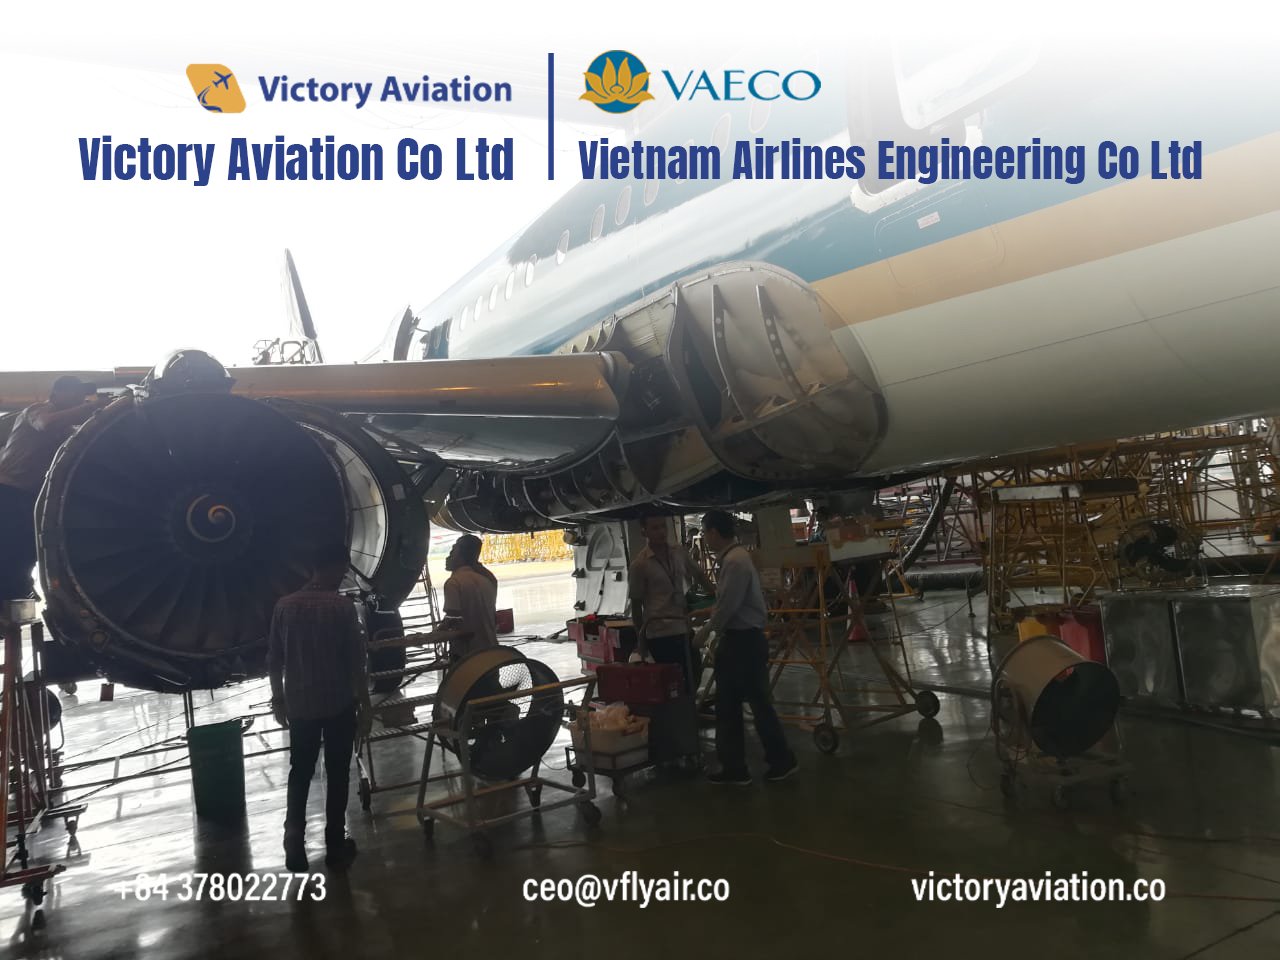 Victory Aviation
VAECO
Victory Aviation Co Ltd
Vietnam Airlines Engineering Co Ltd
+84 378022773
ceo@vflyair.co
victoryaviation.co